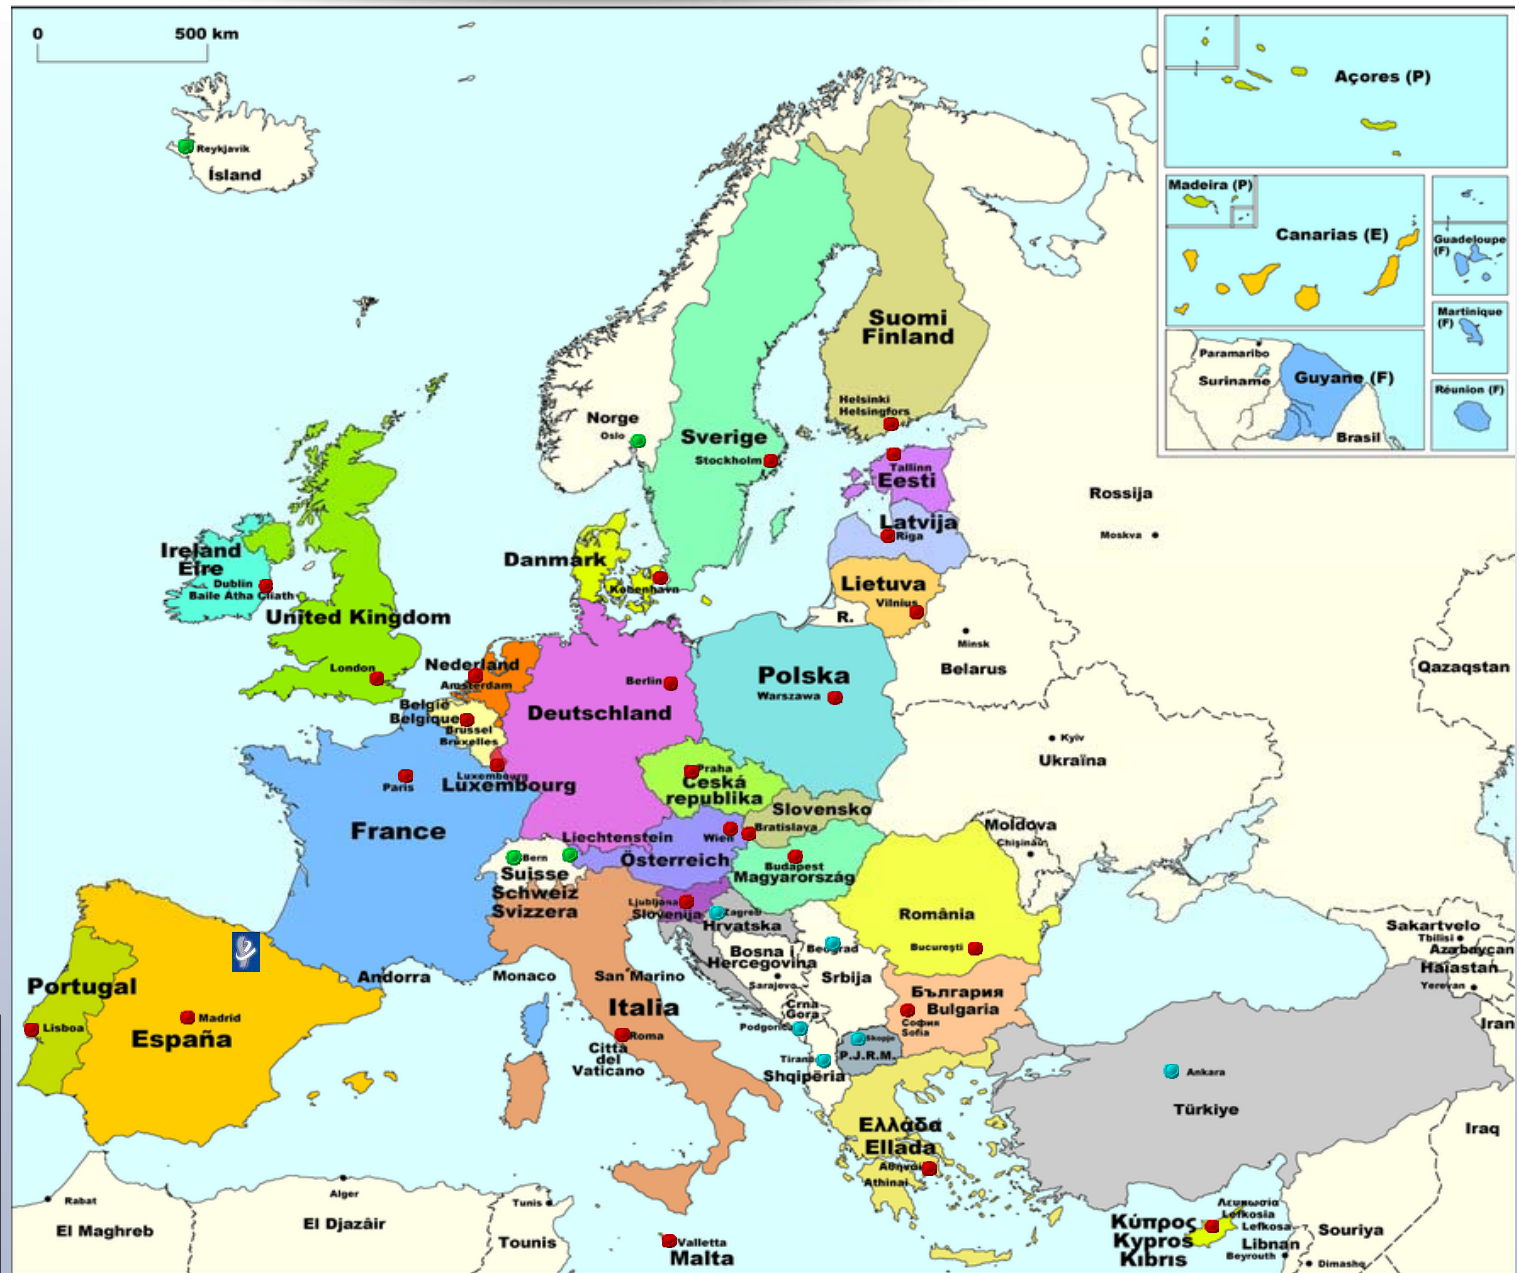 0 500 km
Açores (P)
Reykjavik
Ísland
Madeira (P)
Canarias (E)
Guadeloupe
(F)
Martinique
(F)
Paramaribo
Suriname
Guyane (F)
Brasil
Réunion (F)
Suomi
Finland
Helsinki
Helsingfors
Norge
Oslo
Sverige
Stockholm
Tallinn
Eesti
Rossija
Moskva
Latvija
Riga
Ireland
Éire
Dublin
Baile Átha Cliath
United Kingdom
London
Danmark
København
Lietuva
Vilnius
R.
Minsk
Belarus
Qazaqstan
Nederland
Amsterdam
België
Belgique
Brussel
Bruxelles
Berlin
Deutschland
Polska
Warszawa
Kyiv
Ukraïna
Luxembourg
Luxembourg
Paris
France
Praha
Česká
republika
Slovensko
Bratislava
Moldova
Chişinău
Liechtenstein
Wien
Österreich
Bern
Suisse
Schweiz
Svizzera
Budapest
Magyarország
Ljubljana
Slovenija
Zagreb
Hrvatska
România
Bucureşti
Beograd
Srbija
Bosna i
Hercegovina
Sarajevo
Sakartvelo
Tbilisi
Azərbaycan
Haïastan
Yerevan
Iran
Portugal
Lisboa
Madrid
España
Andorra
Monaco
San Marino
Italia
Roma
Città
del
Vaticano
Crna
Gora
Podgorica
България
Bulgaria
София
Sofia
Skopje
P.J.R.M.
Tirana
Shqipëria
Ankara
Türkiye
Iraq
Ελλάδα
Ellada
Αθήναι
Athinai
Rabat
El Maghreb
Alger
El Djazâir
Tunis
Tounis
Valletta
Malta
Λευκωσία
Lefkosia
Lefkosa
Κύπρος
Kypros
Kıbrıs
Souriya
Libnan
Beyrouth
Dimashq